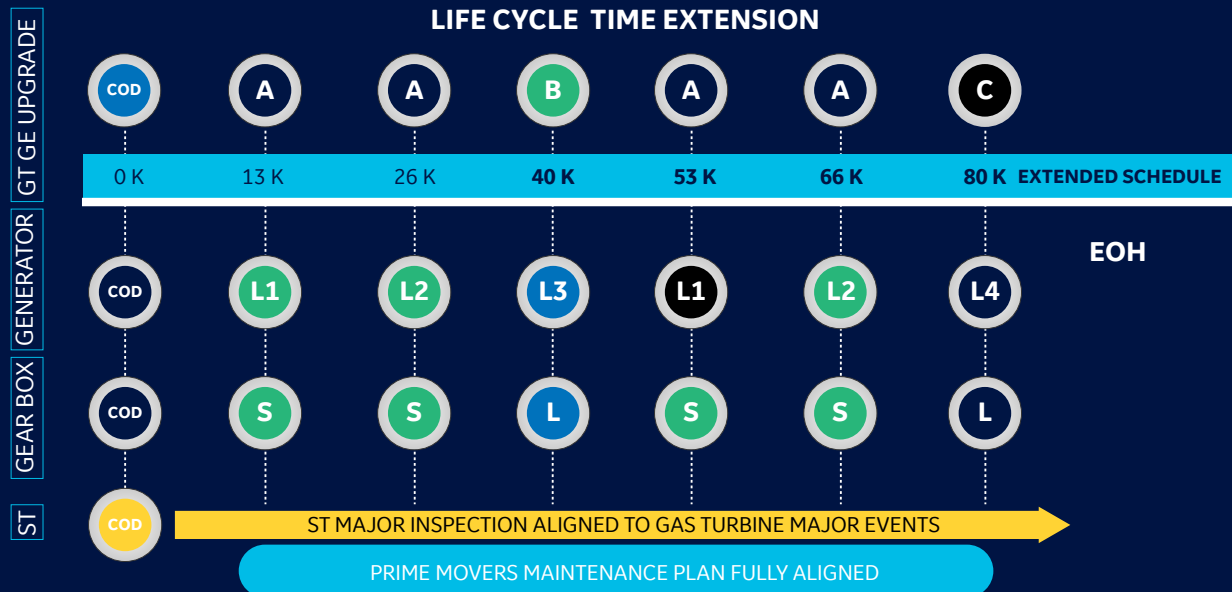 LIFE CYCLE TIME EXTENSION
GT GE UPGRADE
COD A A B A A C
0 K 13 K 26 K 40 K 53 K 66 K 80 K EXTENDED SCHEDULE
EOH
GENERATOR
COD L1 L2 L3 L1 L2 L4
GEAR BOX
COD S S L S S L
ST
COD ST MAJOR INSPECTION ALIGNED TO GAS TURBINE MAJOR EVENTS
PRIME MOVERS MAINTENANCE PLAN FULLY ALIGNED